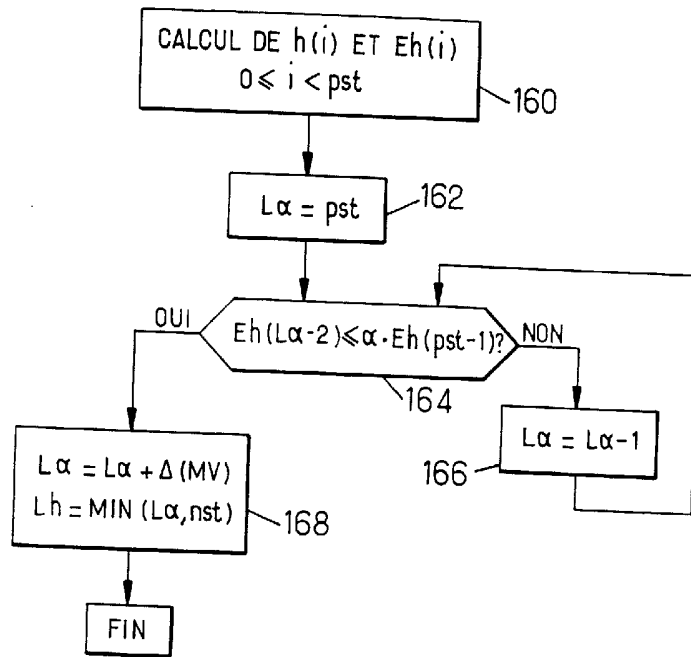 CALCUL DE h(i) ET Eh(i)
0 ⩽ i < pst
160
Lα = pst
162
OUI
Eh(Lα-2) ⩽ α·Eh(pst-1)?
NON
164
Lα = Lα-1
166
Lα = Lα + Δ(MV)
Lh = MIN (Lα, nst)
168
FIN